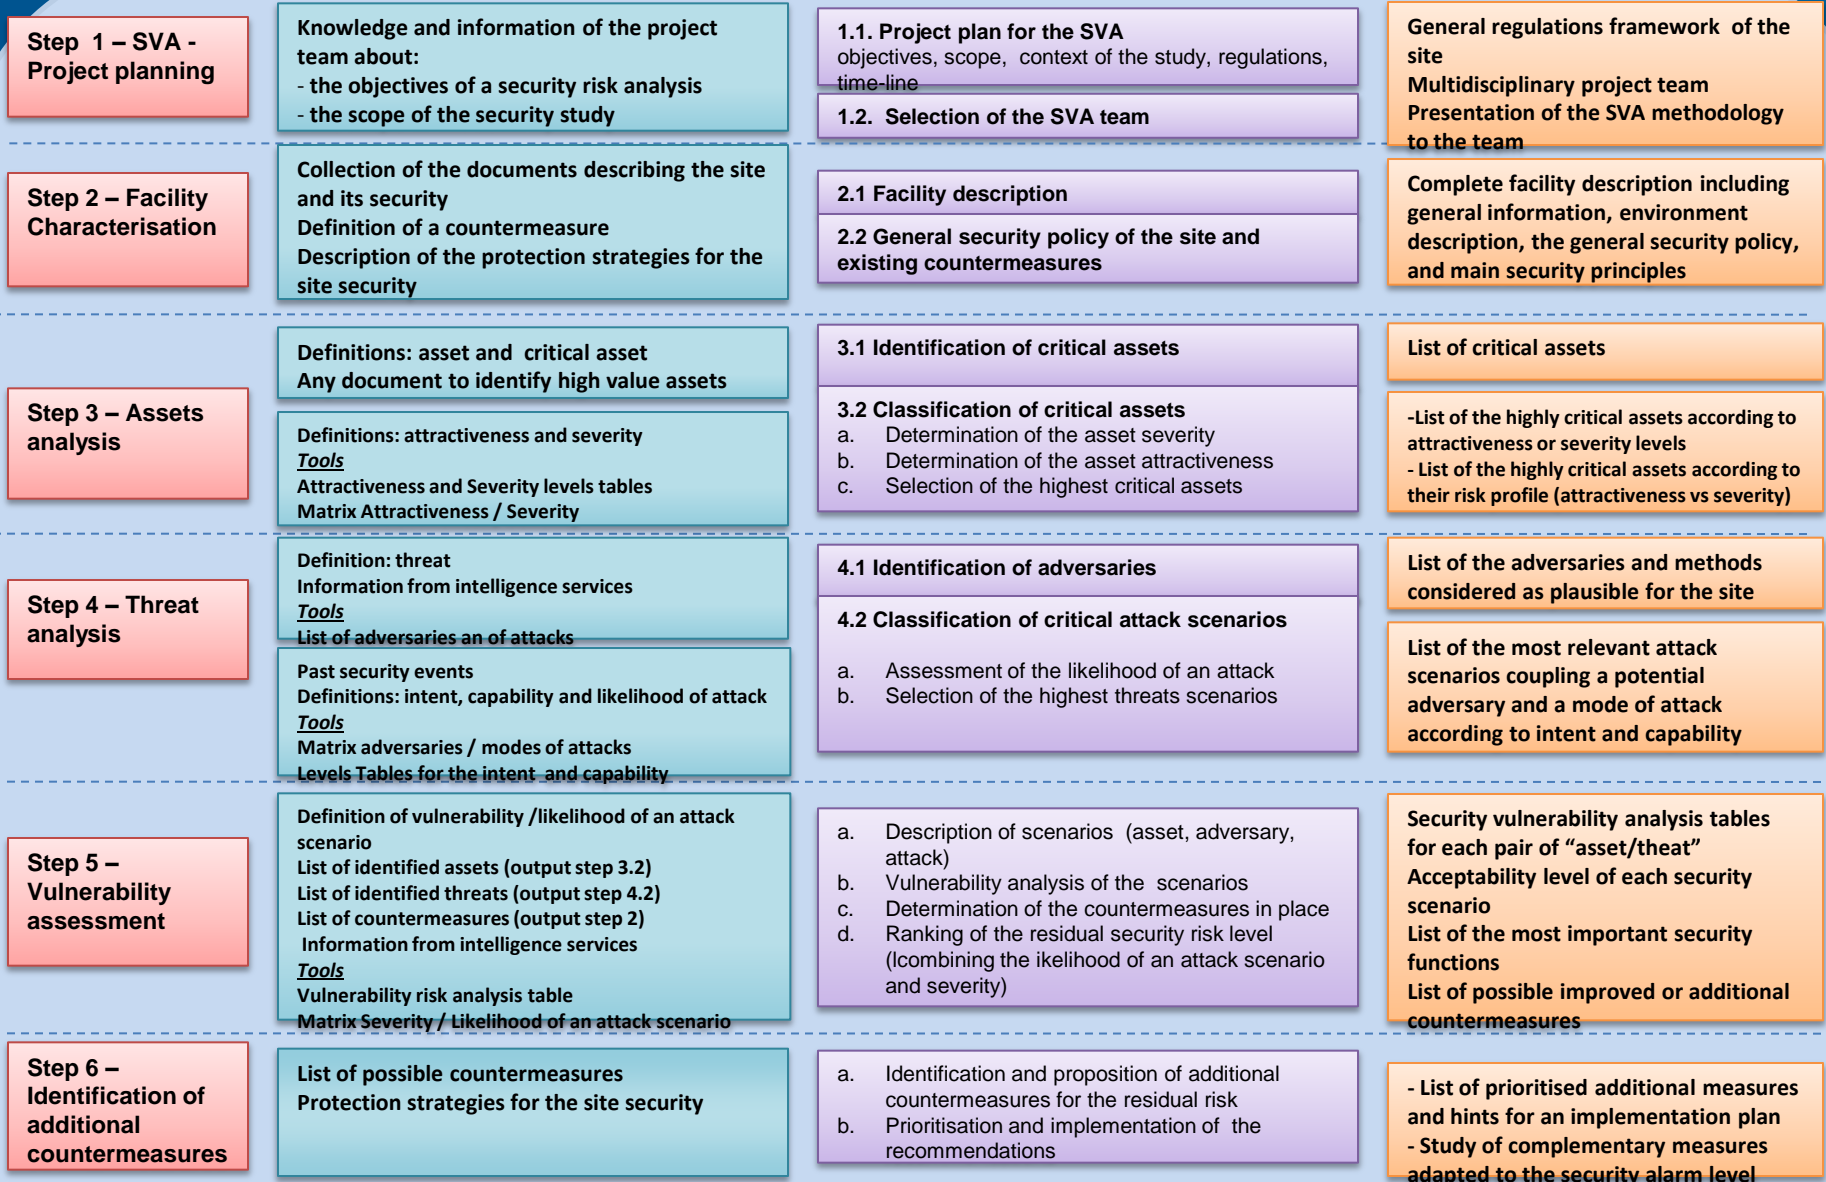 Step 1 – SVA -
Project planning
Knowledge and information of the project
team about:
- the objectives of a security risk analysis
- the scope of the security study
1.1. Project plan for the SVA
objectives, scope, context of the study, regulations,
time-line
1.2. Selection of the SVA team
General regulations framework of the
site
Multidisciplinary project team
Presentation of the SVA methodology
to the team
Step 2 – Facility
Characterisation
Collection of the documents describing the site
and its security
Definition of a countermeasure
Description of the protection strategies for the
site security
2.1 Facility description
2.2 General security policy of the site and
existing countermeasures
Complete facility description including
general information, environment
description, the general security policy,
and main security principles
Step 3 – Assets
analysis
Definitions: asset and critical asset
Any document to identify high value assets
Definitions: attractiveness and severity
Tools
Attractiveness and Severity levels tables
Matrix Attractiveness / Severity
3.1 Identification of critical assets
3.2 Classification of critical assets
a. Determination of the asset severity
b. Determination of the asset attractiveness
c. Selection of the highest critical assets
List of critical assets
-List of the highly critical assets according to
attractiveness or severity levels
- List of the highly critical assets according to
their risk profile (attractiveness vs severity)
Step 4 – Threat
analysis
Definition: threat
Information from intelligence services
Tools
List of adversaries an of attacks
Past security events
Definitions: intent, capability and likelihood of attack
Tools
Matrix adversaries / modes of attacks
Levels Tables for the intent and capability
4.1 Identification of adversaries
4.2 Classification of critical attack scenarios
a. Assessment of the likelihood of an attack
b. Selection of the highest threats scenarios
List of the adversaries and methods
considered as plausible for the site
List of the most relevant attack
scenarios coupling a potential
adversary and a mode of attack
according to intent and capability
Step 5 –
Vulnerability
assessment
Definition of vulnerability /likelihood of an attack
scenario
List of identified assets (output step 3.2)
List of identified threats (output step 4.2)
List of countermeasures (output step 2)
Information from intelligence services
Tools
Vulnerability risk analysis table
Matrix Severity / Likelihood of an attack scenario
a. Description of scenarios (asset, adversary,
attack)
b. Vulnerability analysis of the scenarios
c. Determination of the countermeasures in place
d. Ranking of the residual security risk level
(lcombining the ikelihood of an attack scenario
and severity)
Security vulnerability analysis tables
for each pair of “asset/theat”
Acceptability level of each security
scenario
List of the most important security
functions
List of possible improved or additional
countermeasures
Step 6 –
Identification of
additional
countermeasures
List of possible countermeasures
Protection strategies for the site security
a. Identification and proposition of additional
countermeasures for the residual risk
b. Prioritisation and implementation of the
recommendations
- List of prioritised additional measures
and hints for an implementation plan
- Study of complementary measures
adapted to the security alarm level